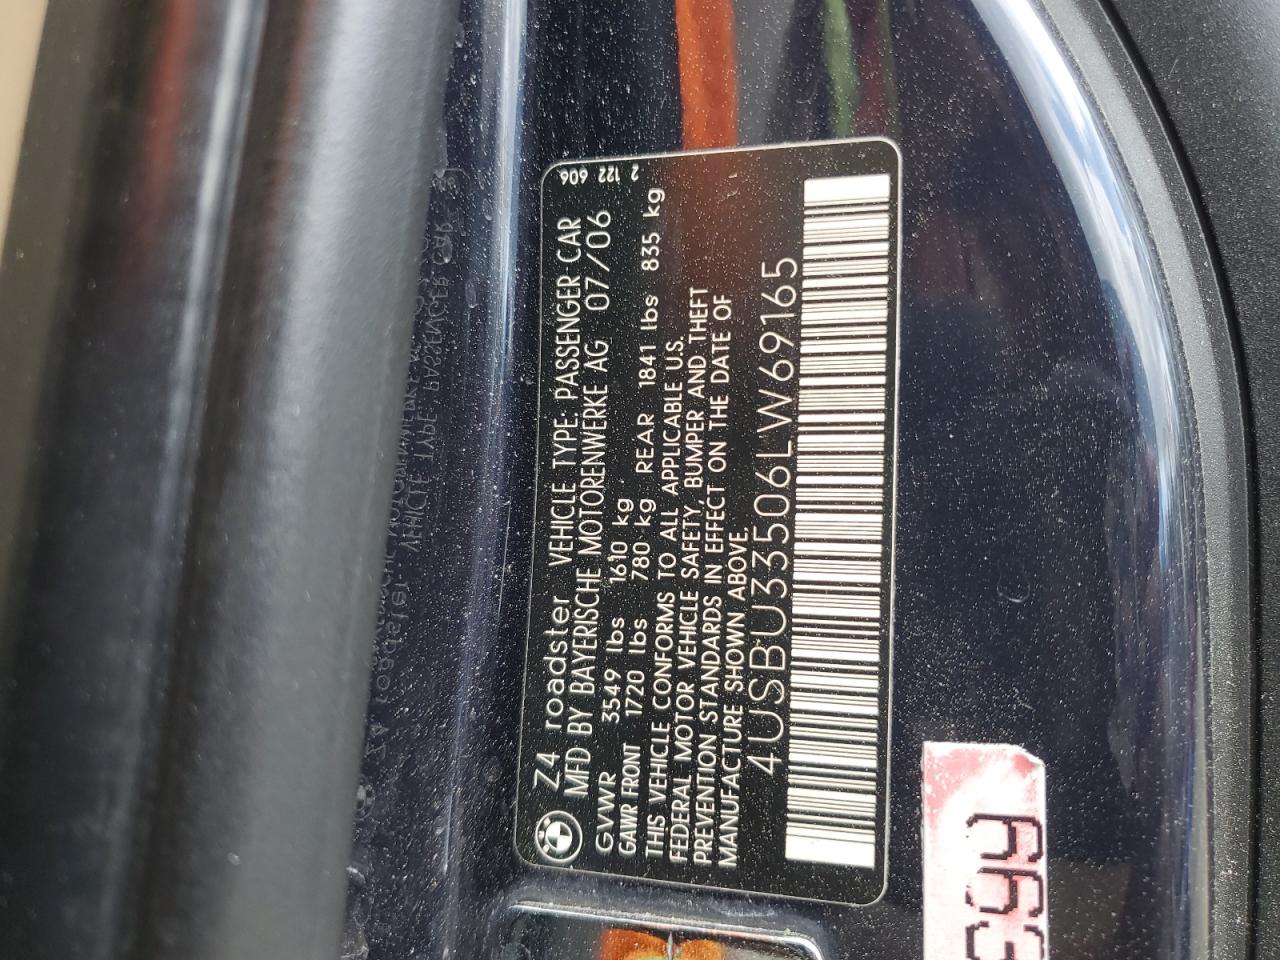 Z4 roadster VEHICLE TYPE: PASSENGER CAR
MFD BY BAYERISCHE MOTORENWERKE AG 07/06
GVWR 3549 lbs 1610 kg
GAWR FRONT 1720 lbs 780 kg REAR 1841 lbs 835 kg
THIS VEHICLE CONFORMS TO ALL APPLICABLE U.S.
FEDERAL MOTOR VEHICLE SAFETY, BUMPER AND THEFT
PREVENTION STANDARDS IN EFFECT ON THE DATE OF
MANUFACTURE SHOWN ABOVE.
4USBU33506LW69165
2 122 606